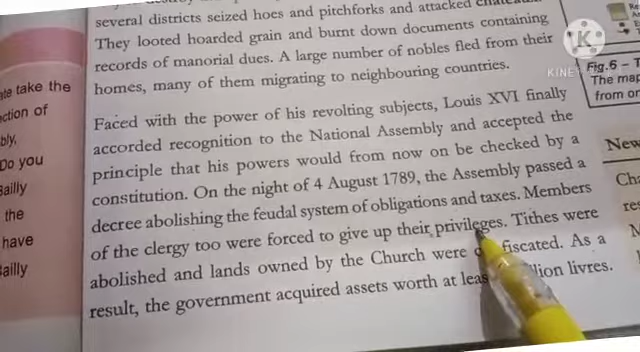 several districts seized hoes and pitchforks and attacked
They looted hoarded grain and burnt down documents containing
records of manorial dues. A large number of nobles fled from their
homes, many of them migrating to neighbouring countries.
Faced with the power of his revolting subjects, Louis XVI finally
accorded recognition to the National Assembly and accepted the
principle that his powers would from now on be checked by a
constitution. On the night of 4 August 1789, the Assembly passed a
decree abolishing the feudal system of obligations and taxes. Members
of the clergy too were forced to give up their privileges. Tithes were
abolished and lands owned by the Church were fiscated. As a
result, the government acquired assets worth at leas llion livres.
take the
ction of
bly,
Do you
Bailly
the
have
ailly
K
KINE
Fig.6 – T
The map
from or
New
Cha
res